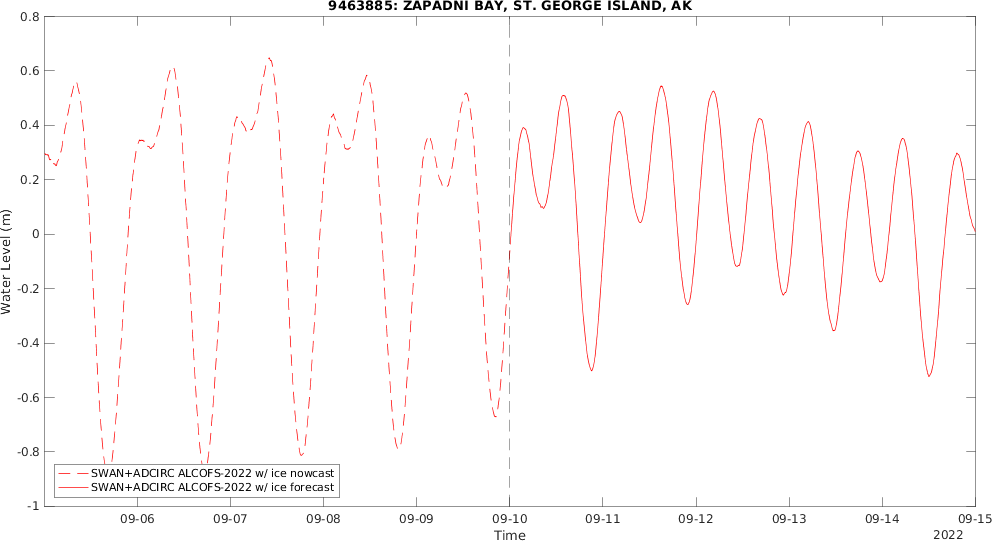 9463885: ZAPADNI BAY, ST. GEORGE ISLAND, AK
0.8
0.6
0.4
0.2
0
-0.2
-0.4
-0.6
-0.8
-1
Water Level (m)
SWAN+ADCIRC ALCOFS-2022 w/ ice nowcast
SWAN+ADCIRC ALCOFS-2022 w/ ice forecast
09-06 09-07 09-08 09-09 09-10 09-11 09-12 09-13 09-14 09-15
Time
2022